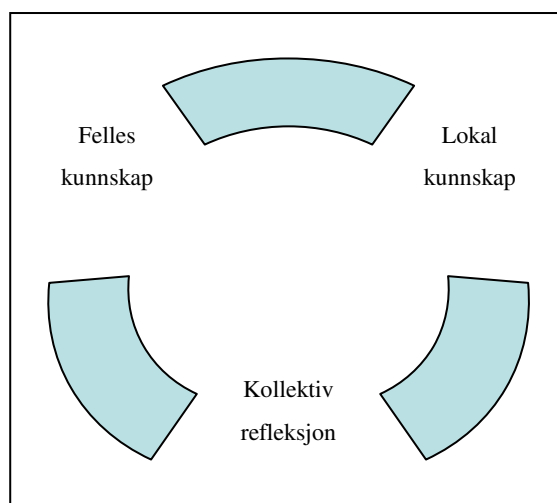 Felles
kunnskap
Lokal
kunnskap
Kollektiv
refleksjon